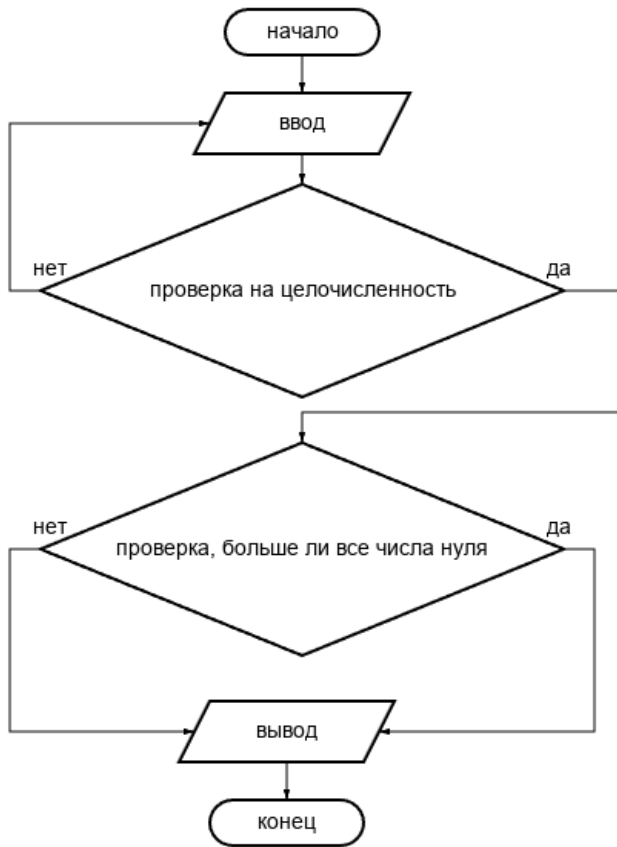 начало
ввод
нет
да
проверка на целочисленность
нет
да
проверка, больше ли все числа нуля
вывод
конец